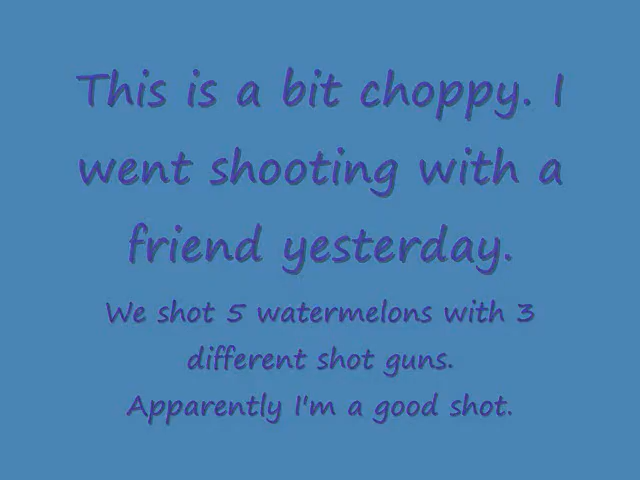 This is a bit choppy. I
went shooting with a
friend yesterday.
We shot 5 watermelons with 3
different shot guns.
Apparently I'm a good shot.